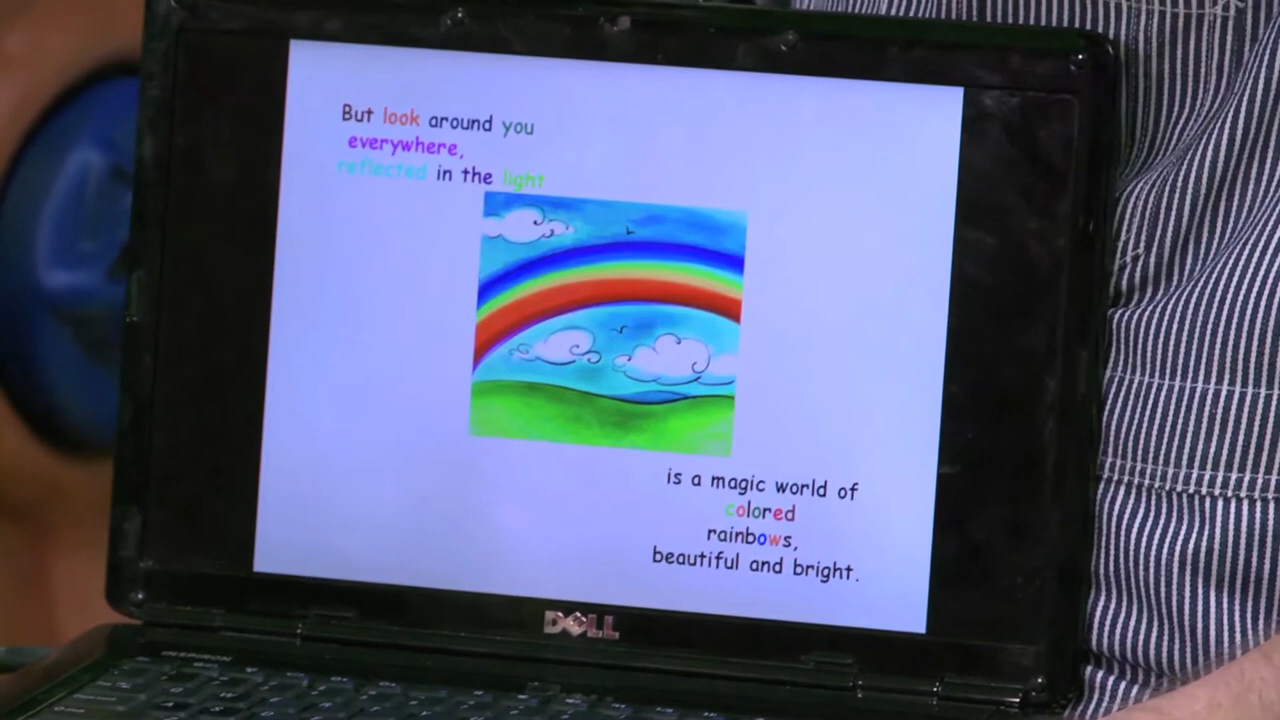 But look around you
everywhere,
reflected in the light
is a magic world of
colored
rainbows,
beautiful and bright.
DELL
INSPIRON